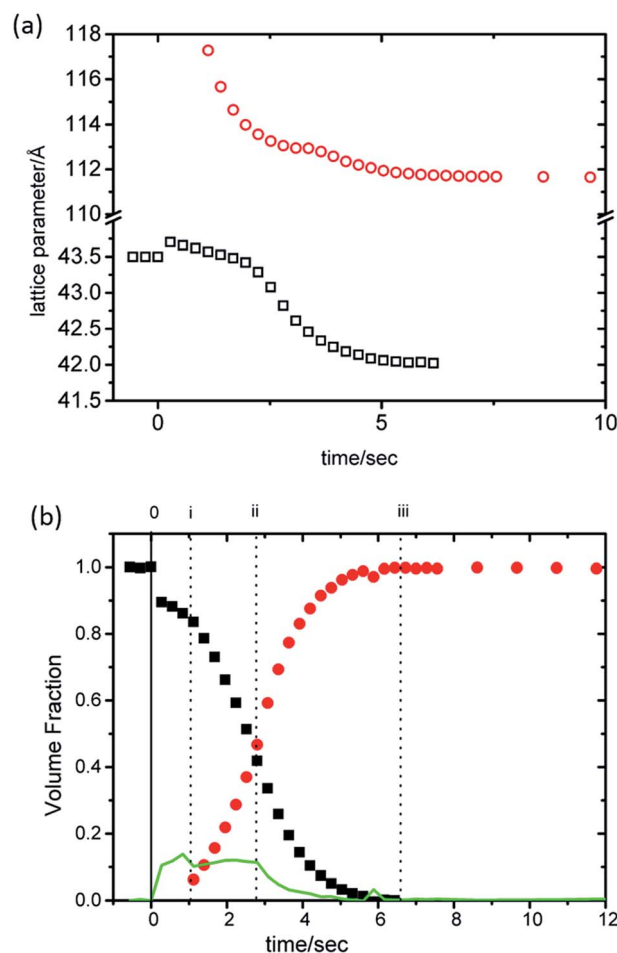 (a)
118
116
114
112
110
43.5
43.0
42.5
42.0
41.5
lattice parameter/Å
0 5 10
time/sec
(b)
0 i ii iii
1.0
0.8
0.6
0.4
0.2
0.0
Volume Fraction
0 2 4 6 8 10 12
time/sec